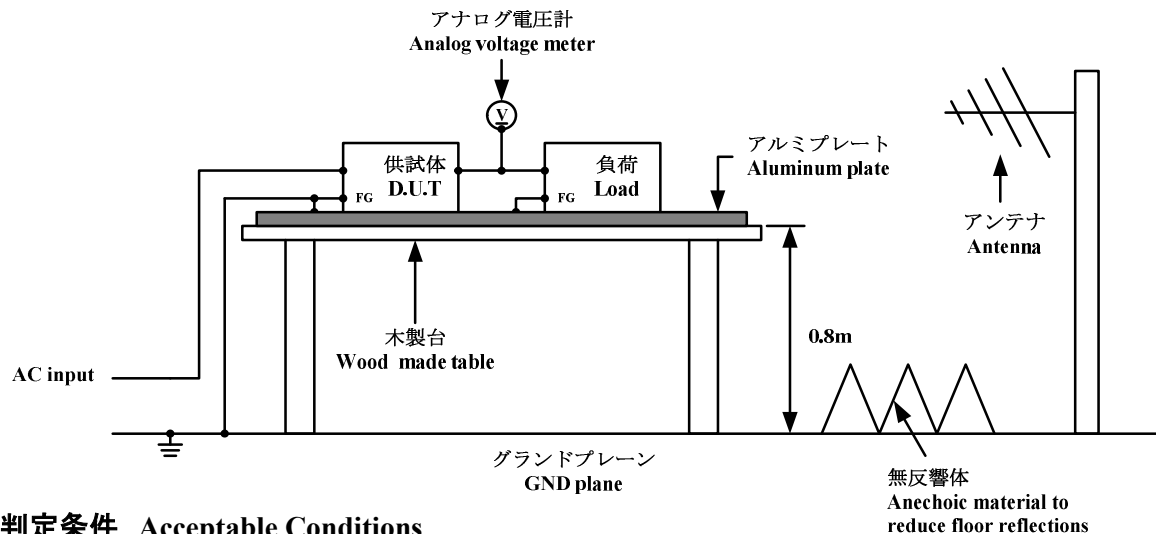 アナログ電圧計
Analog voltage meter
V
供試体
D.U.T
FG
負荷
Load
FG
アルミプレート
Aluminum plate
アンテナ
Antenna
木製台
Wood made table
0.8m
AC input
グランドプレーン
GND plane
無反響体
Anechoic material to
reduce floor reflections
判定条件 Acceptable Conditions